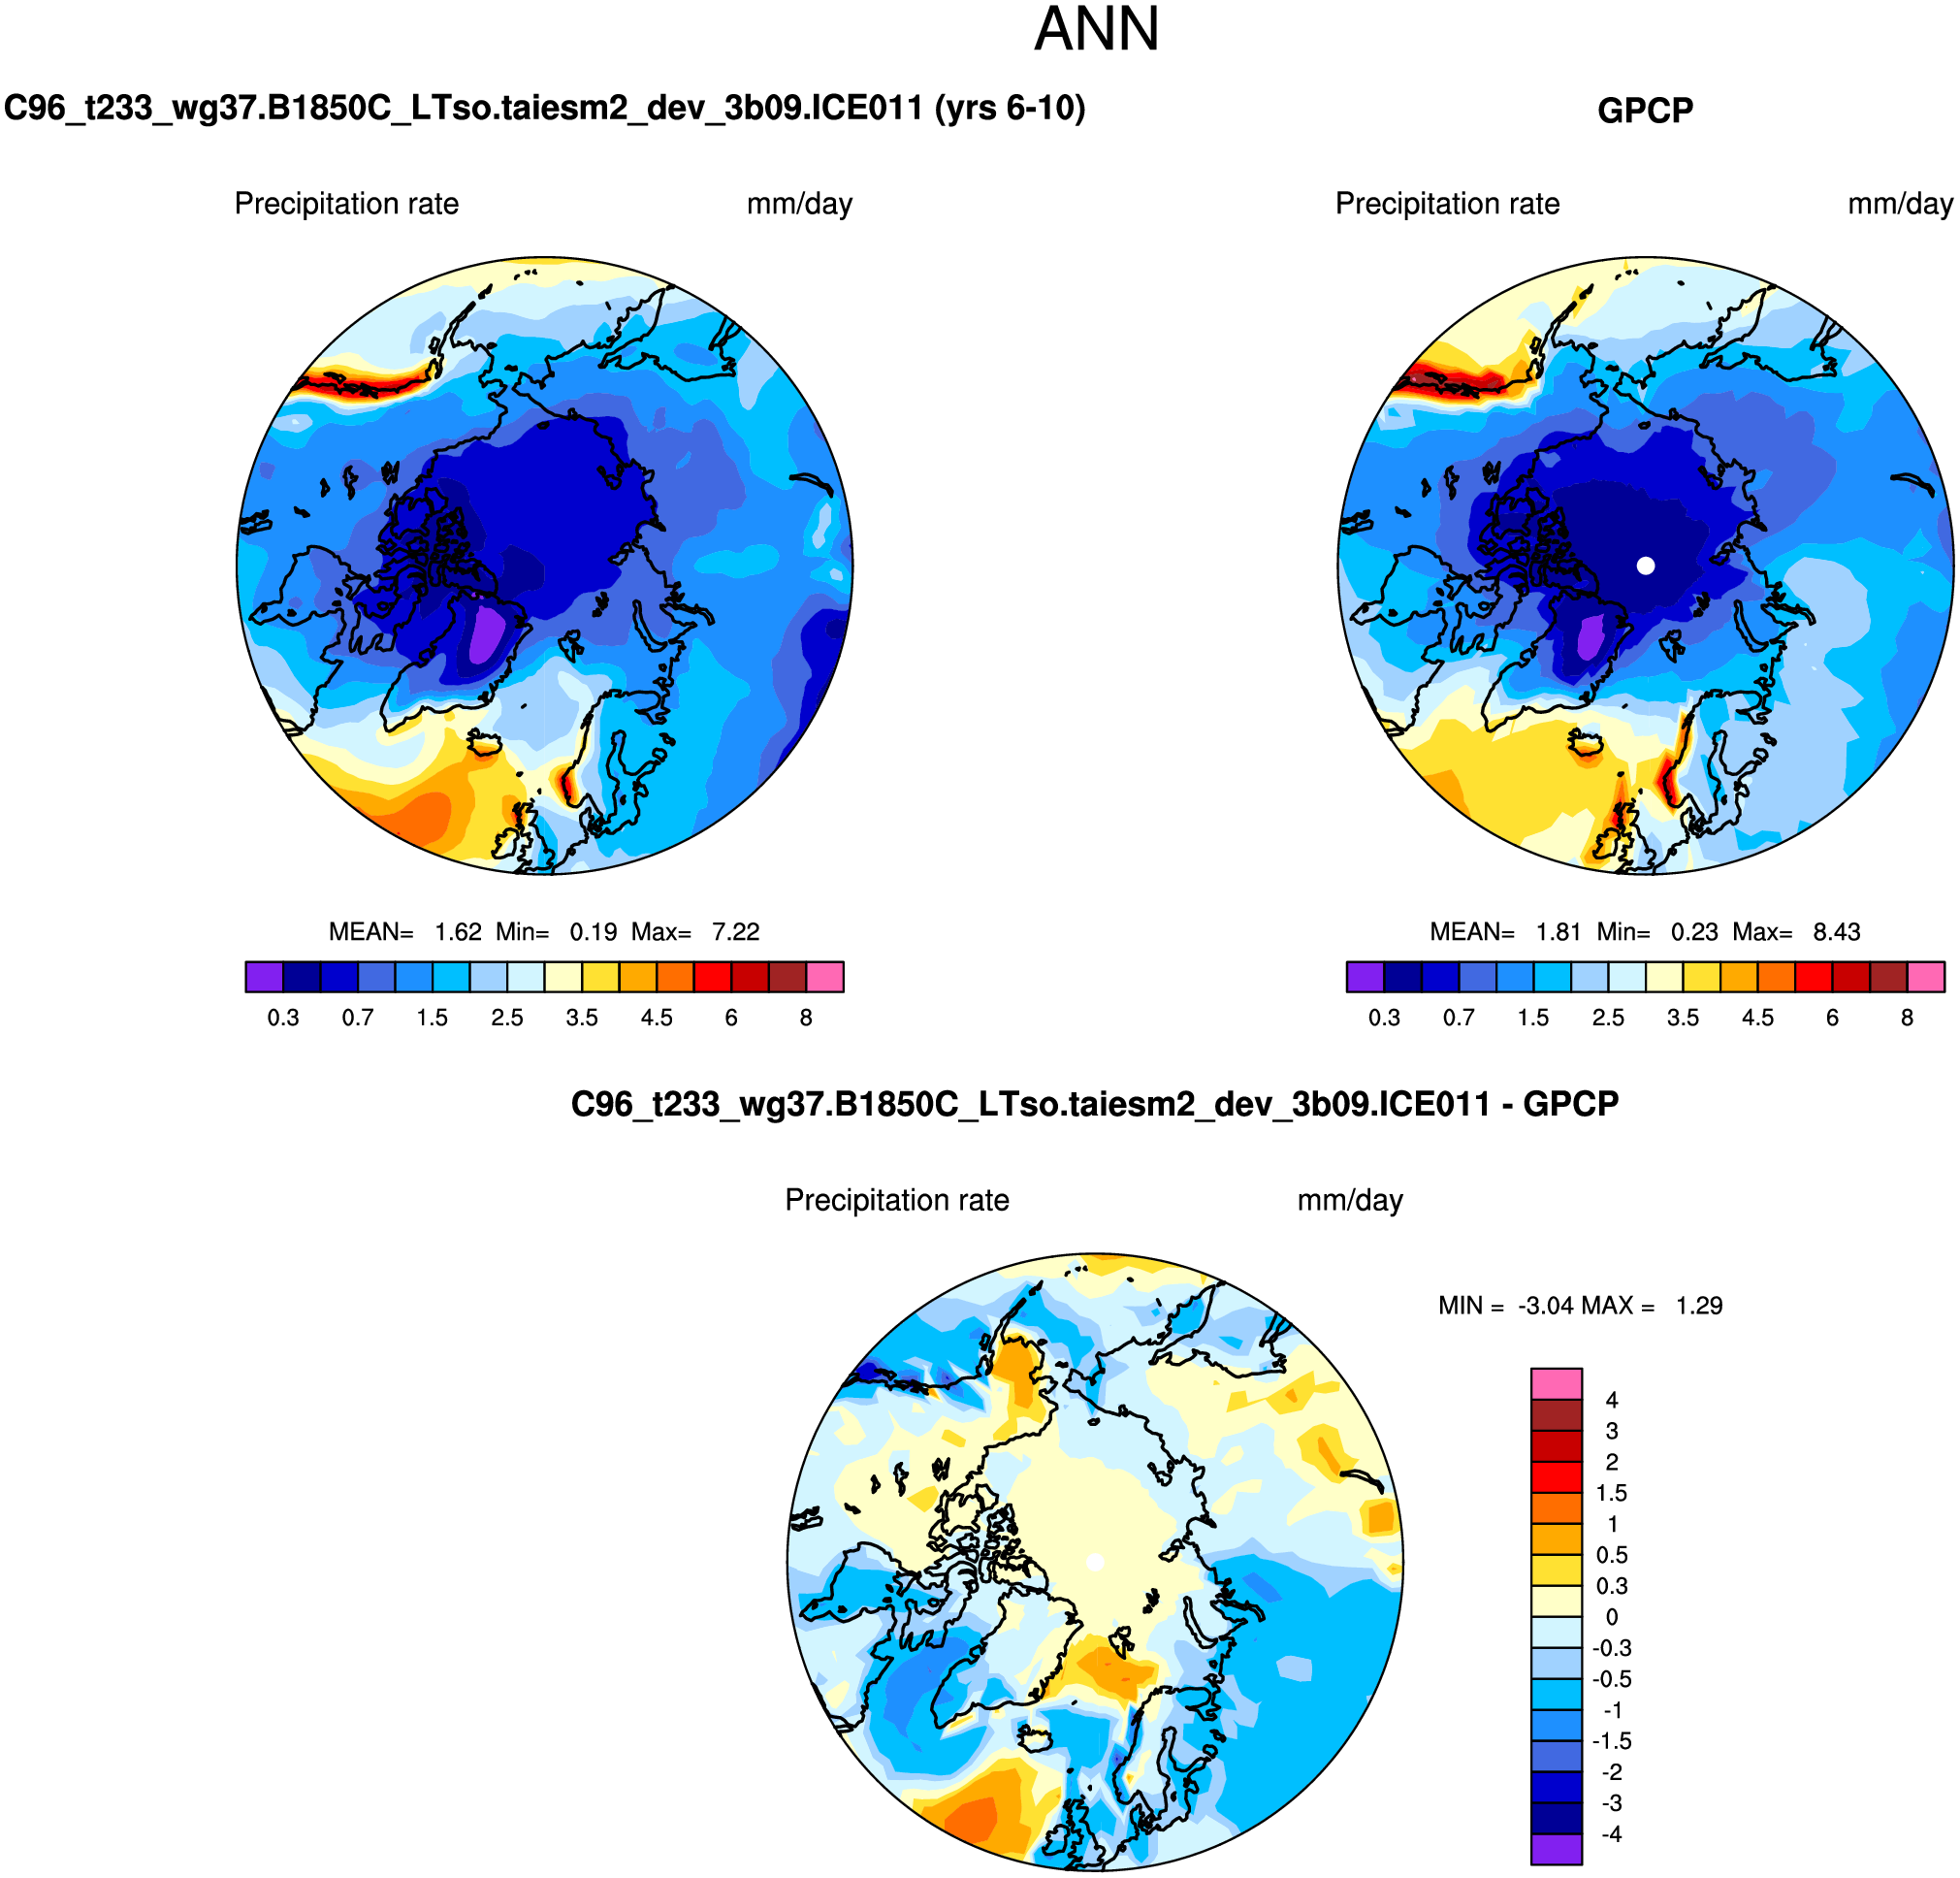 ANN
C96_t233_wg37.B1850C_LTso.taiesm2_dev_3b09.ICE011 (yrs 6-10)
GPCP
Precipitation rate mm/day
Precipitation rate mm/day
MEAN= 1.62 Min= 0.19 Max= 7.22
0.3 0.7 1.5 2.5 3.5 4.5 6 8
MEAN= 1.81 Min= 0.23 Max= 8.43
0.3 0.7 1.5 2.5 3.5 4.5 6 8
C96_t233_wg37.B1850C_LTso.taiesm2_dev_3b09.ICE011 - GPCP
Precipitation rate mm/day
MIN = -3.04 MAX = 1.29
4
3
2
1.5
1
0.5
0.3
0
-0.3
-0.5
-1
-1.5
-2
-3
-4